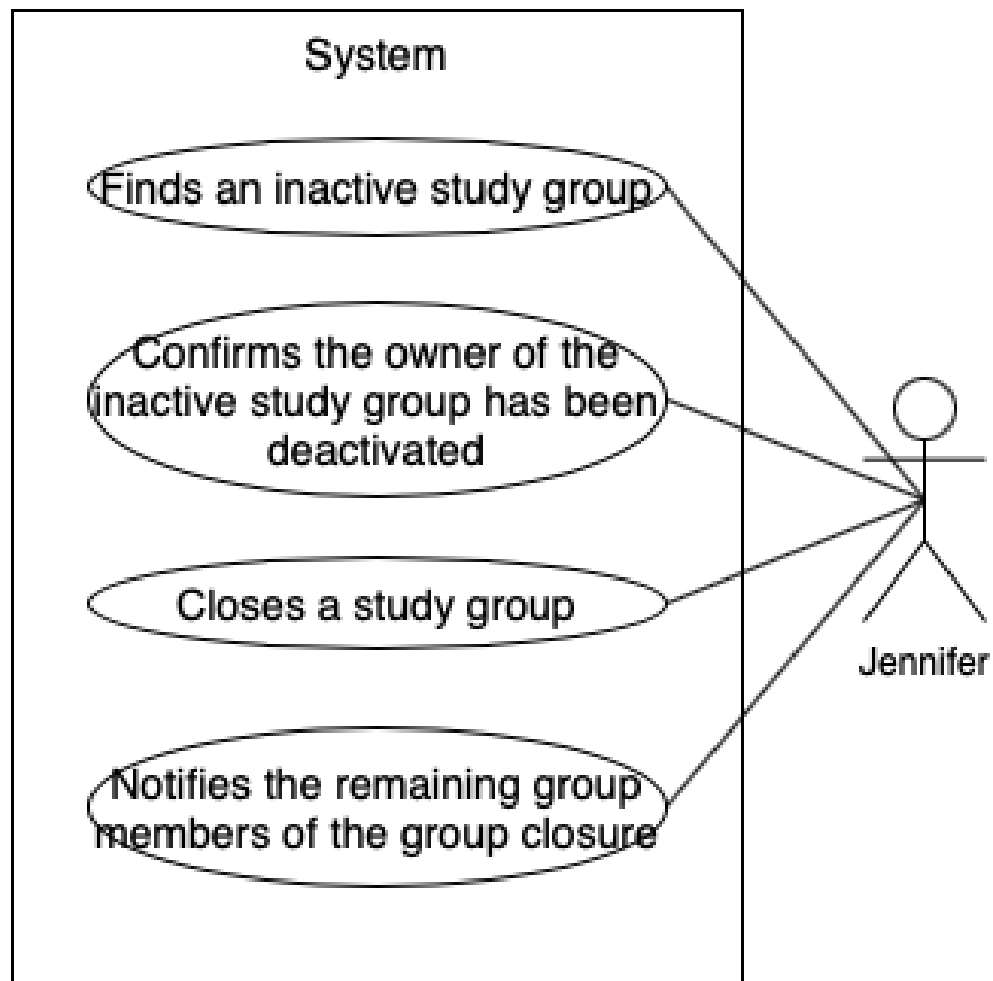 System
Finds an inactive study group
Confirms the owner of the
inactive study group has been
deactivated
Closes a study group
Jennifer
Notifies the remaining group
members of the group closure